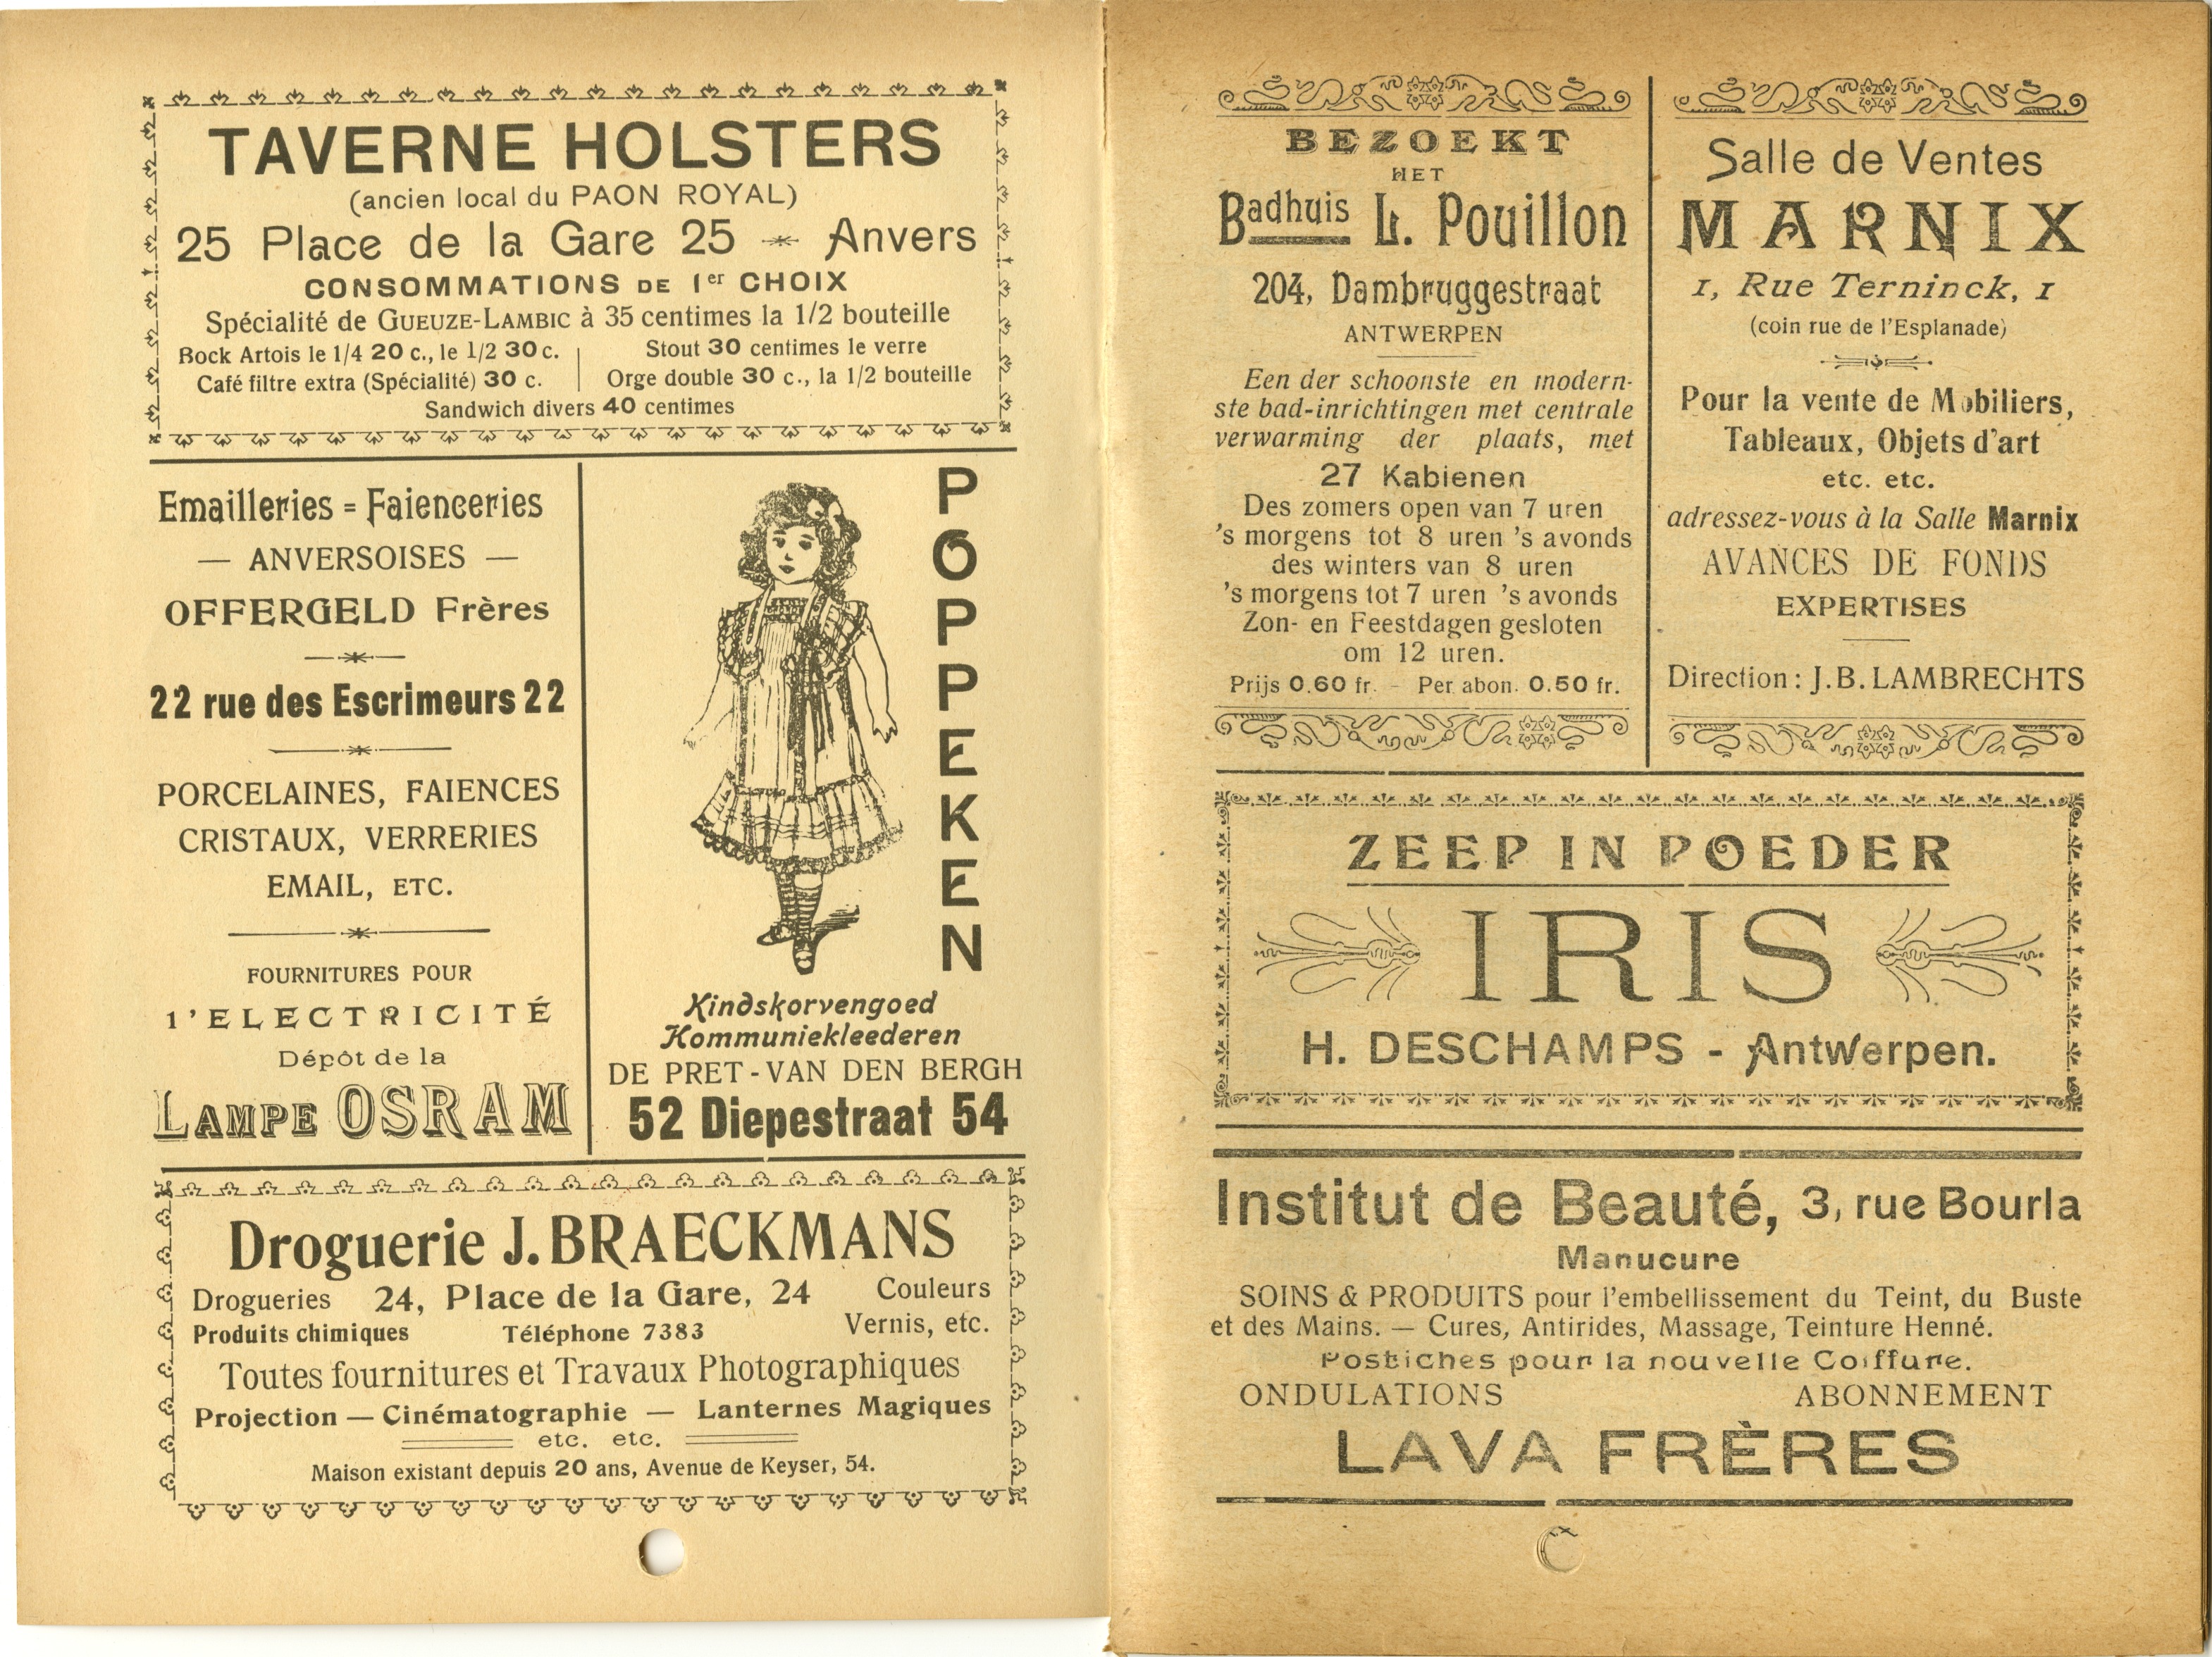 TAVERNE HOLSTERS
(ancien local du PAON ROYAL)
25 Place de la Gare 25 Anvers
CONSOMMATIONS DE 1er CHOIX
Spécialité de GUEUZE-LAMBIC à 35 centimes la 1/2 bouteille
Bock Artois le 1/4 20 c., le 1/2 30 c.
Café filtre extra (Spécialité) 30 c.
Stout 30 centimes le verre
Orge double 30 c., la 1/2 bouteille
Sandwich divers 40 centimes
Emailleries = Faienceries
— ANVERSOISES —
OFFERGELD Frères
22 rue des Escrimeurs 22
PORCELAINES, FAIENCES
CRISTAUX, VERRERIES
EMAIL, ETC.
FOURNITURES POUR
l'ELECTRICITÉ
Dépôt de la
LAMPE OSRAM
POPPEKEN
Kindskorvengoed
Kommuniekleederen
DE PRET-VAN DEN BERGH
52 Diepestraat 54
Droguerie J. BRAECKMANS
Drogueries 24, Place de la Gare, 24 Couleurs
Produits chimiques Téléphone 7383 Vernis, etc.
Toutes fournitures et Travaux Photographiques
Projection — Cinématographie — Lanternes Magiques
etc. etc.
Maison existant depuis 20 ans, Avenue de Keyser, 54.
BEZOEKT
HET
Badhuis L. Pouillon
204, Dambruggestraat
ANTWERPEN
Een der schoonste en modern-
ste bad-inrichtingen met centrale
verwarming der plaats, met
27 Kabienen
Des zomers open van 7 uren
's morgens tot 8 uren 's avonds
des winters van 8 uren
's morgens tot 7 uren 's avonds
Zon- en Feestdagen gesloten
om 12 uren.
Prijs 0.60 fr. - Per abon. 0.50 fr.
Salle de Ventes
MARNIX
1, Rue Terninck, 1
(coin rue de l'Esplanade)
Pour la vente de Mobiliers,
Tableaux, Objets d'art
etc. etc.
adressez-vous à la Salle Marnix
AVANCES DE FONDS
EXPERTISES
Direction : J.B. LAMBRECHTS
ZEEP IN POEDER
IRIS
H. DESCHAMPS - Antwerpen.
Institut de Beauté, 3, rue Bourla
Manucure
SOINS & PRODUITS pour l'embellissement du Teint, du Buste
et des Mains. — Cures, Antirides, Massage, Teinture Henné.
Postiches pour la nouvelle Coiffure.
ONDULATIONS ABONNEMENT
LAVA FRÈRES